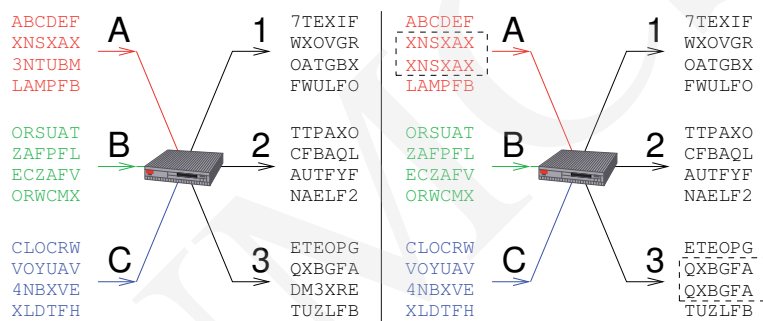 ABCDEF
XNSXAX
3NTUBM
LAMPFB
A
1
7TEXIF
WXOVGR
OATGBX
FWULFO
ORSUAT
ZAFPFL
ECZAFV
ORWCMX
B
2
TTPAXO
CFBAQL
AUTFYF
NAELF2
CLOCRW
VOYUAV
4NBXVE
XLDTFH
C
3
ETEOPG
QXBGFA
DM3XRE
TUZLFB
ABCDEF
XNSXAX
XNSXAX
LAMPFB
A
1
7TEXIF
WXOVGR
OATGBX
FWULFO
ORSUAT
ZAFPFL
ECZAFV
ORWCMX
B
2
TTPAXO
CFBAQL
AUTFYF
NAELF2
CLOCRW
VOYUAV
4NBXVE
XLDTFH
C
3
ETEOPG
QXBGFA
QXBGFA
TUZLFB